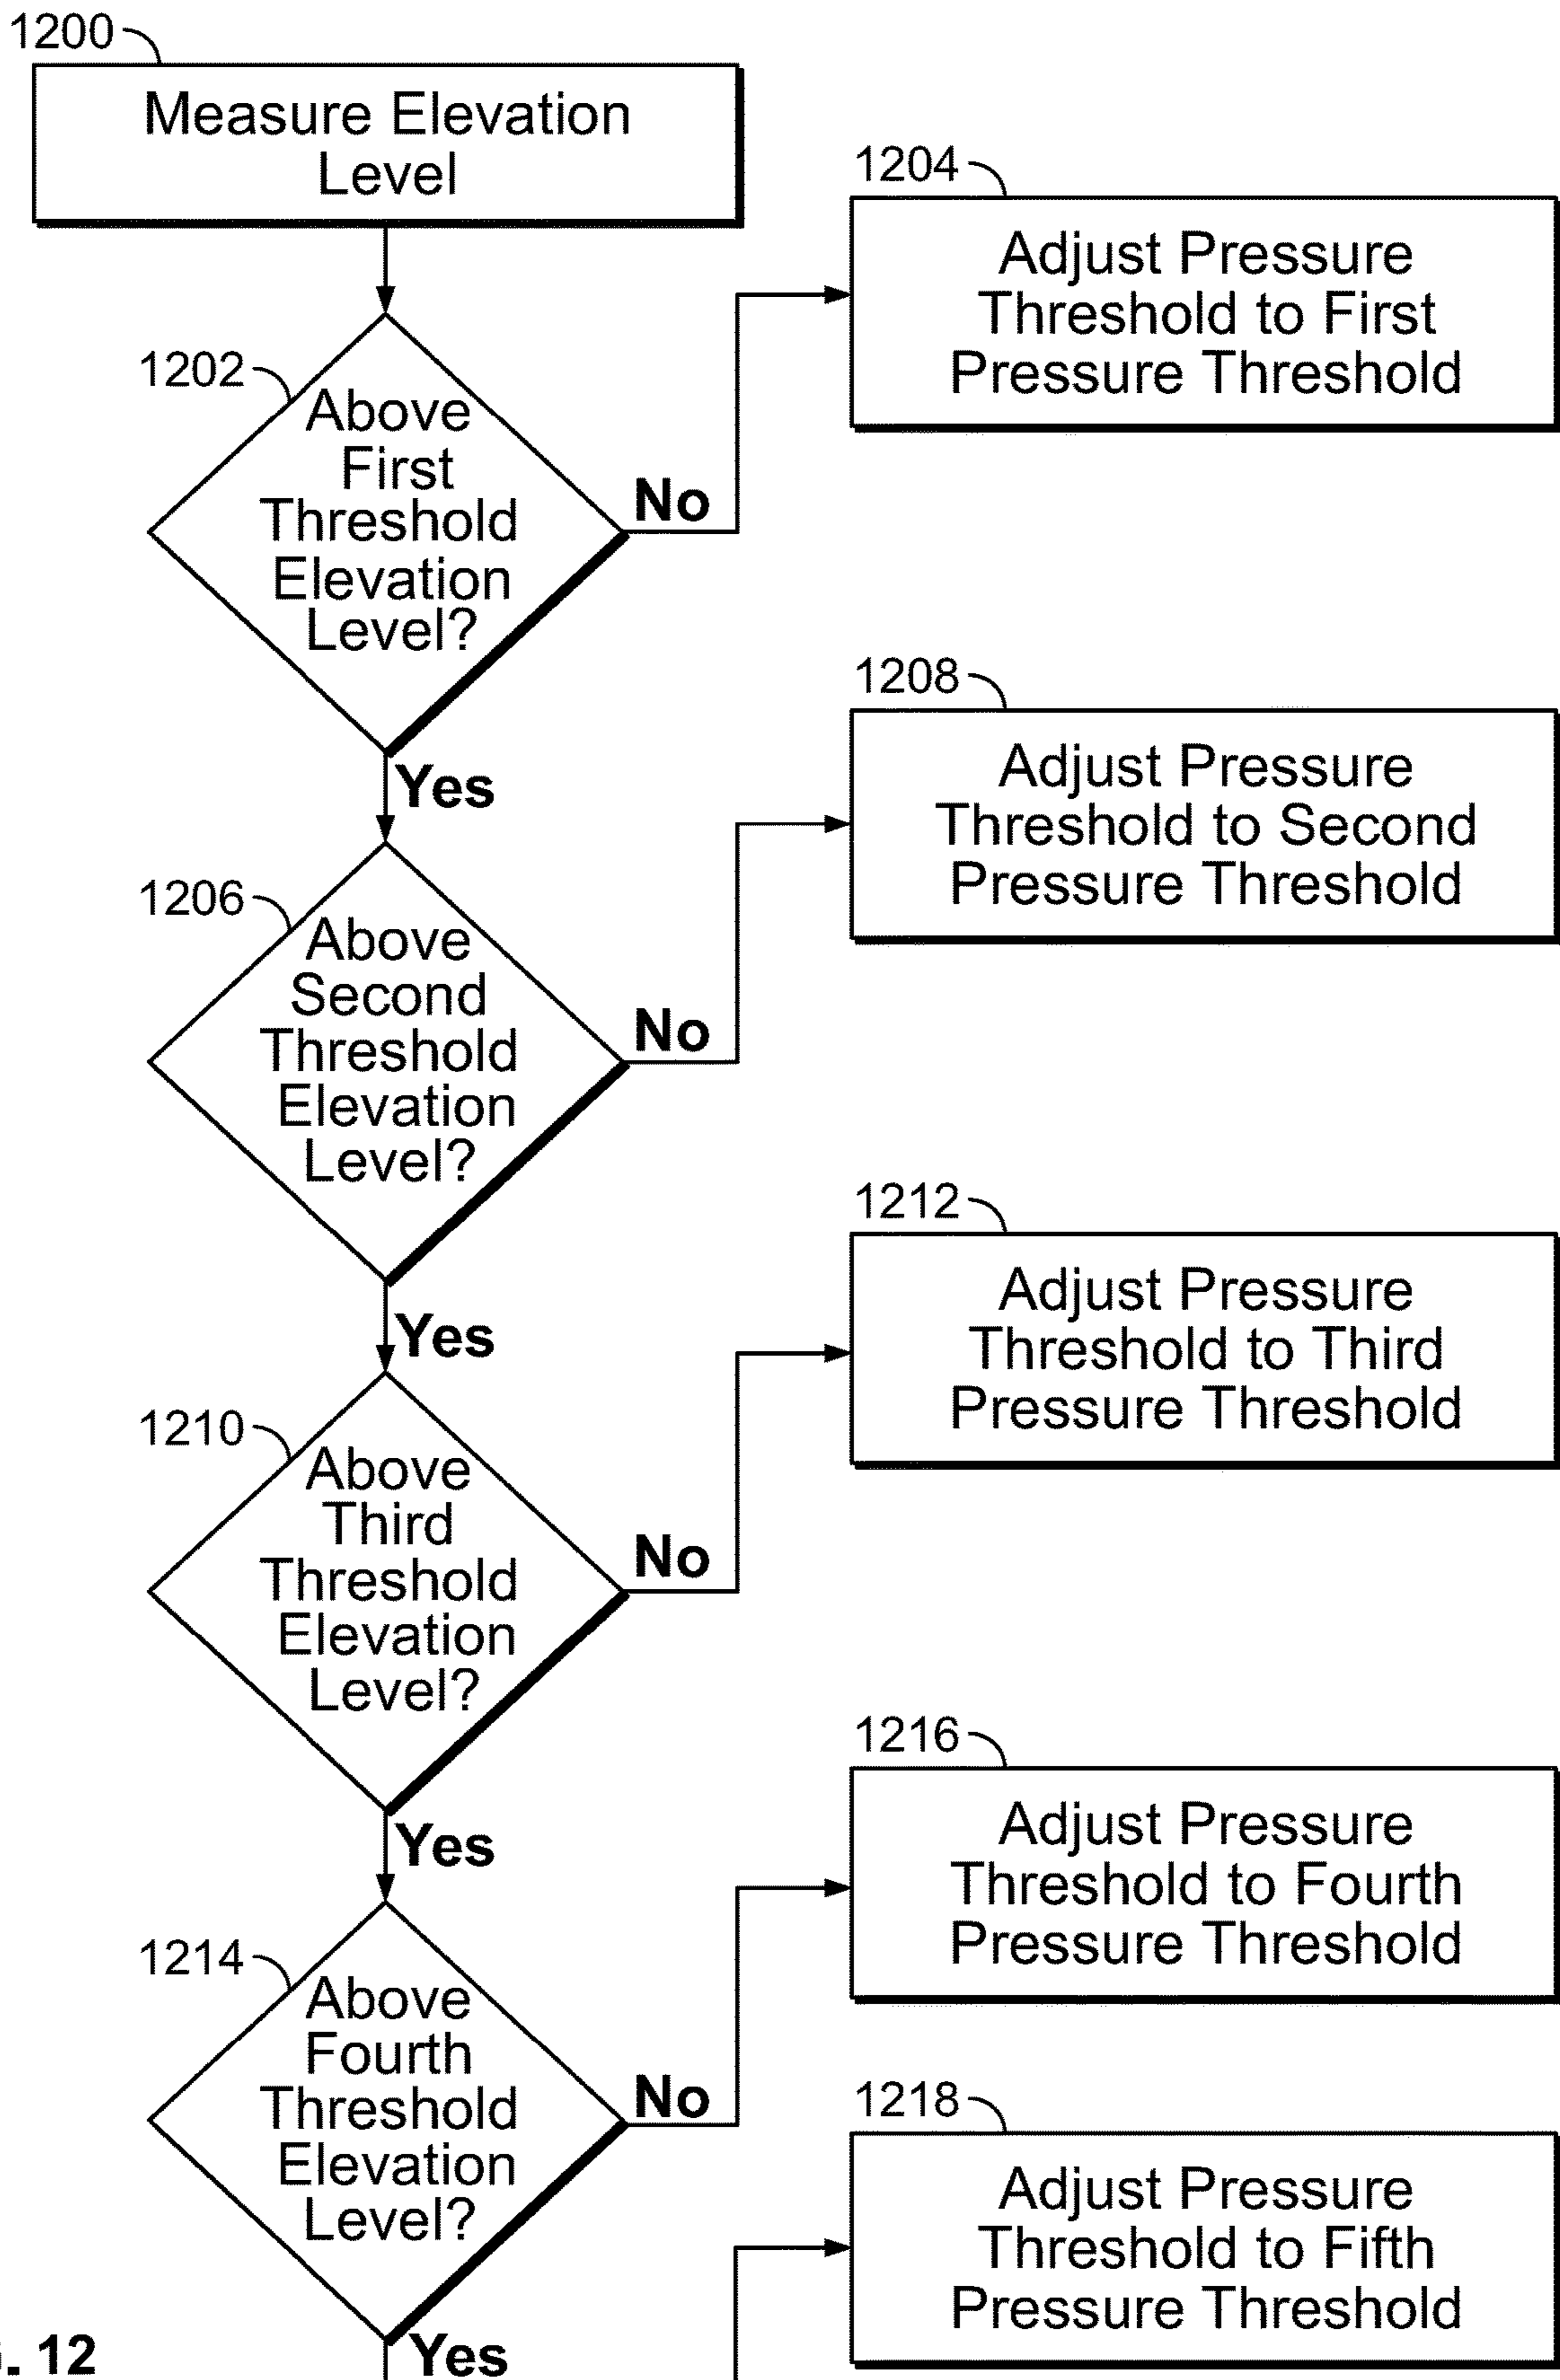 1200
Measure Elevation
Level
1204
Adjust Pressure
Threshold to First
Pressure Threshold
1202
Above
First
Threshold
Elevation
Level?
No
Yes
1208
Adjust Pressure
Threshold to Second
Pressure Threshold
1206
Above
Second
Threshold
Elevation
Level?
No
Yes
1212
Adjust Pressure
Threshold to Third
Pressure Threshold
1210
Above
Third
Threshold
Elevation
Level?
No
Yes
1216
Adjust Pressure
Threshold to Fourth
Pressure Threshold
1214
Above
Fourth
Threshold
Elevation
Level?
No
Yes
1218
Adjust Pressure
Threshold to Fifth
Pressure Threshold
. 12